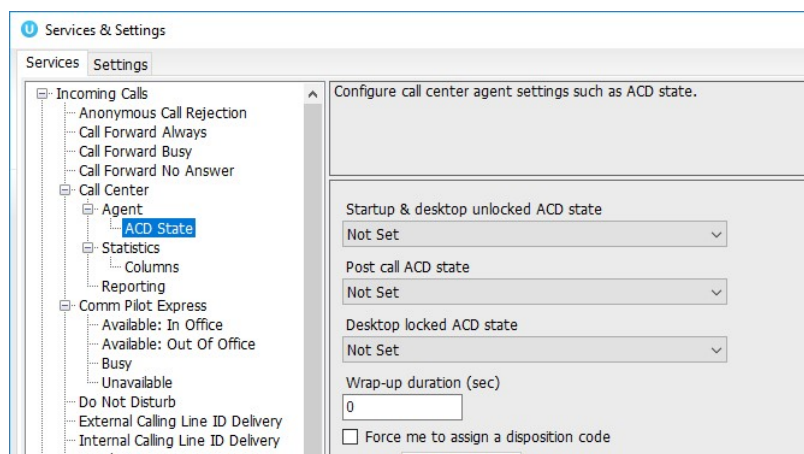 U Services & Settings
Services Settings
Incoming Calls
Anonymous Call Rejection
Call Forward Always
Call Forward Busy
Call Forward No Answer
Call Center
Agent
ACD State
Statistics
Columns
Reporting
Comm Pilot Express
Available: In Office
Available: Out Of Office
Busy
Unavailable
Do Not Disturb
External Calling Line ID Delivery
Internal Calling Line ID Delivery
Configure call center agent settings such as ACD state.
Startup & desktop unlocked ACD state
Not Set
Post call ACD state
Not Set
Desktop locked ACD state
Not Set
Wrap-up duration (sec)
0
Force me to assign a disposition code